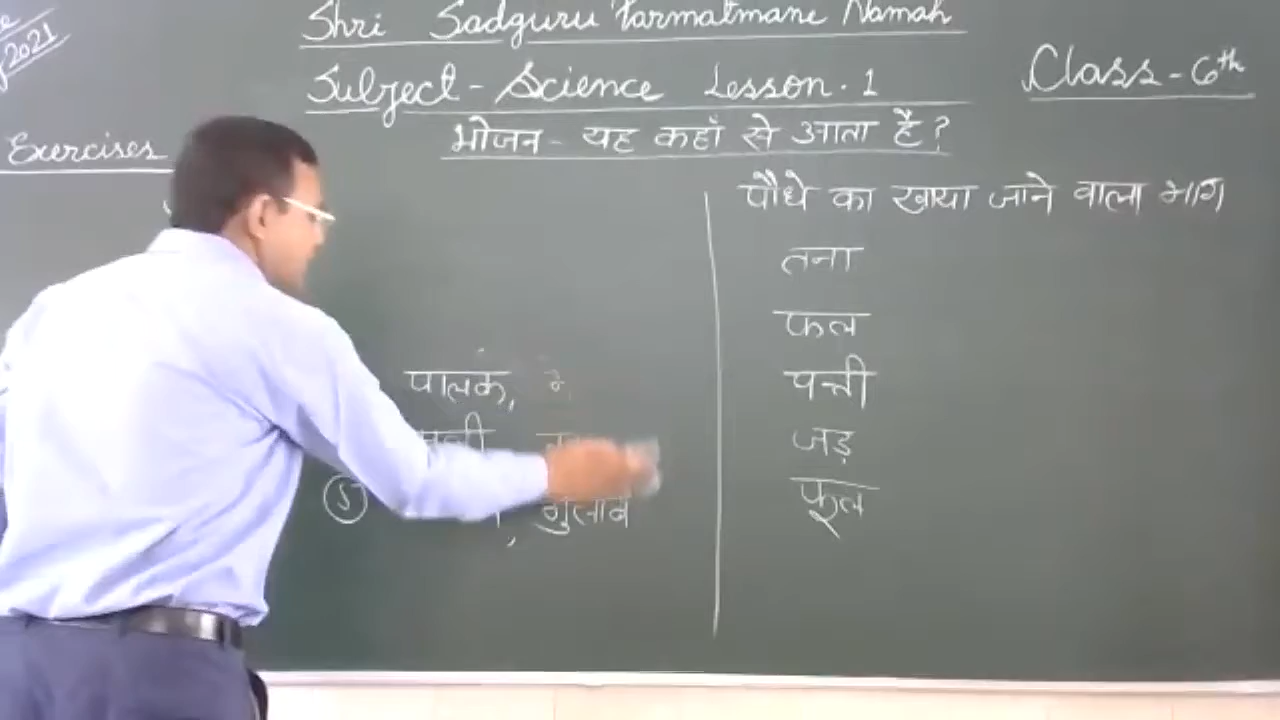 2021
Shri Sadguru Parmatmane Namah
Subject - Science Lesson. 1
Class - 6th
भोजन - यह कहाँ से आता है?
Exercises
पौधे का खाया जाने वाला भाग
तना
फल
पालक,
पत्ती
जड़
5
गुलाब
फूल